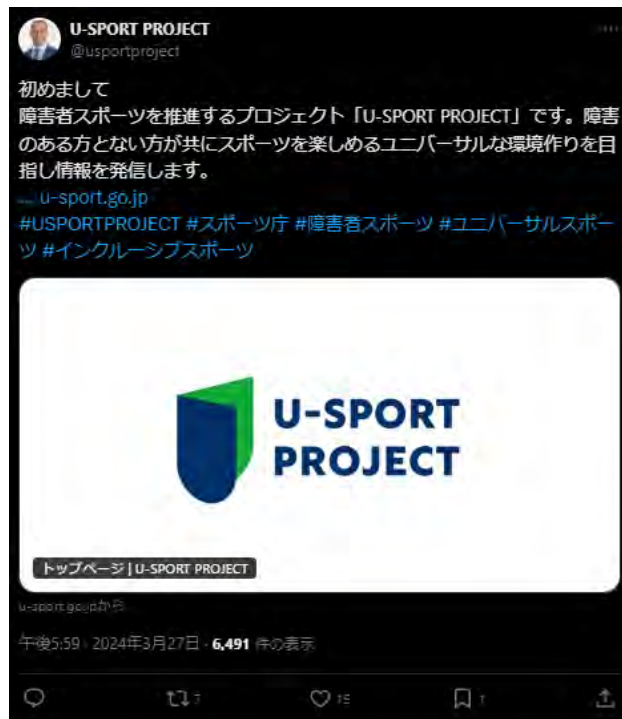 U-SPORT PROJECT
@usportproject
初めまして
障害者スポーツを推進するプロジェクト「U-SPORT PROJECT」です。障害
のある方とない方が共にスポーツを楽しめるユニバーサルな環境作りを目
指し情報を発信します。
u-sport.go.jp
#USPORTPROJECT #スポーツ庁 #障害者スポーツ #ユニバーサルスポー
ツ #インクルーシブスポーツ
U-SPORT
PROJECT
トップページ | U-SPORT PROJECT
u-sport.go.jpから
午後5:59 · 2024年3月27日 · 6,491 件の表示
7 15 1